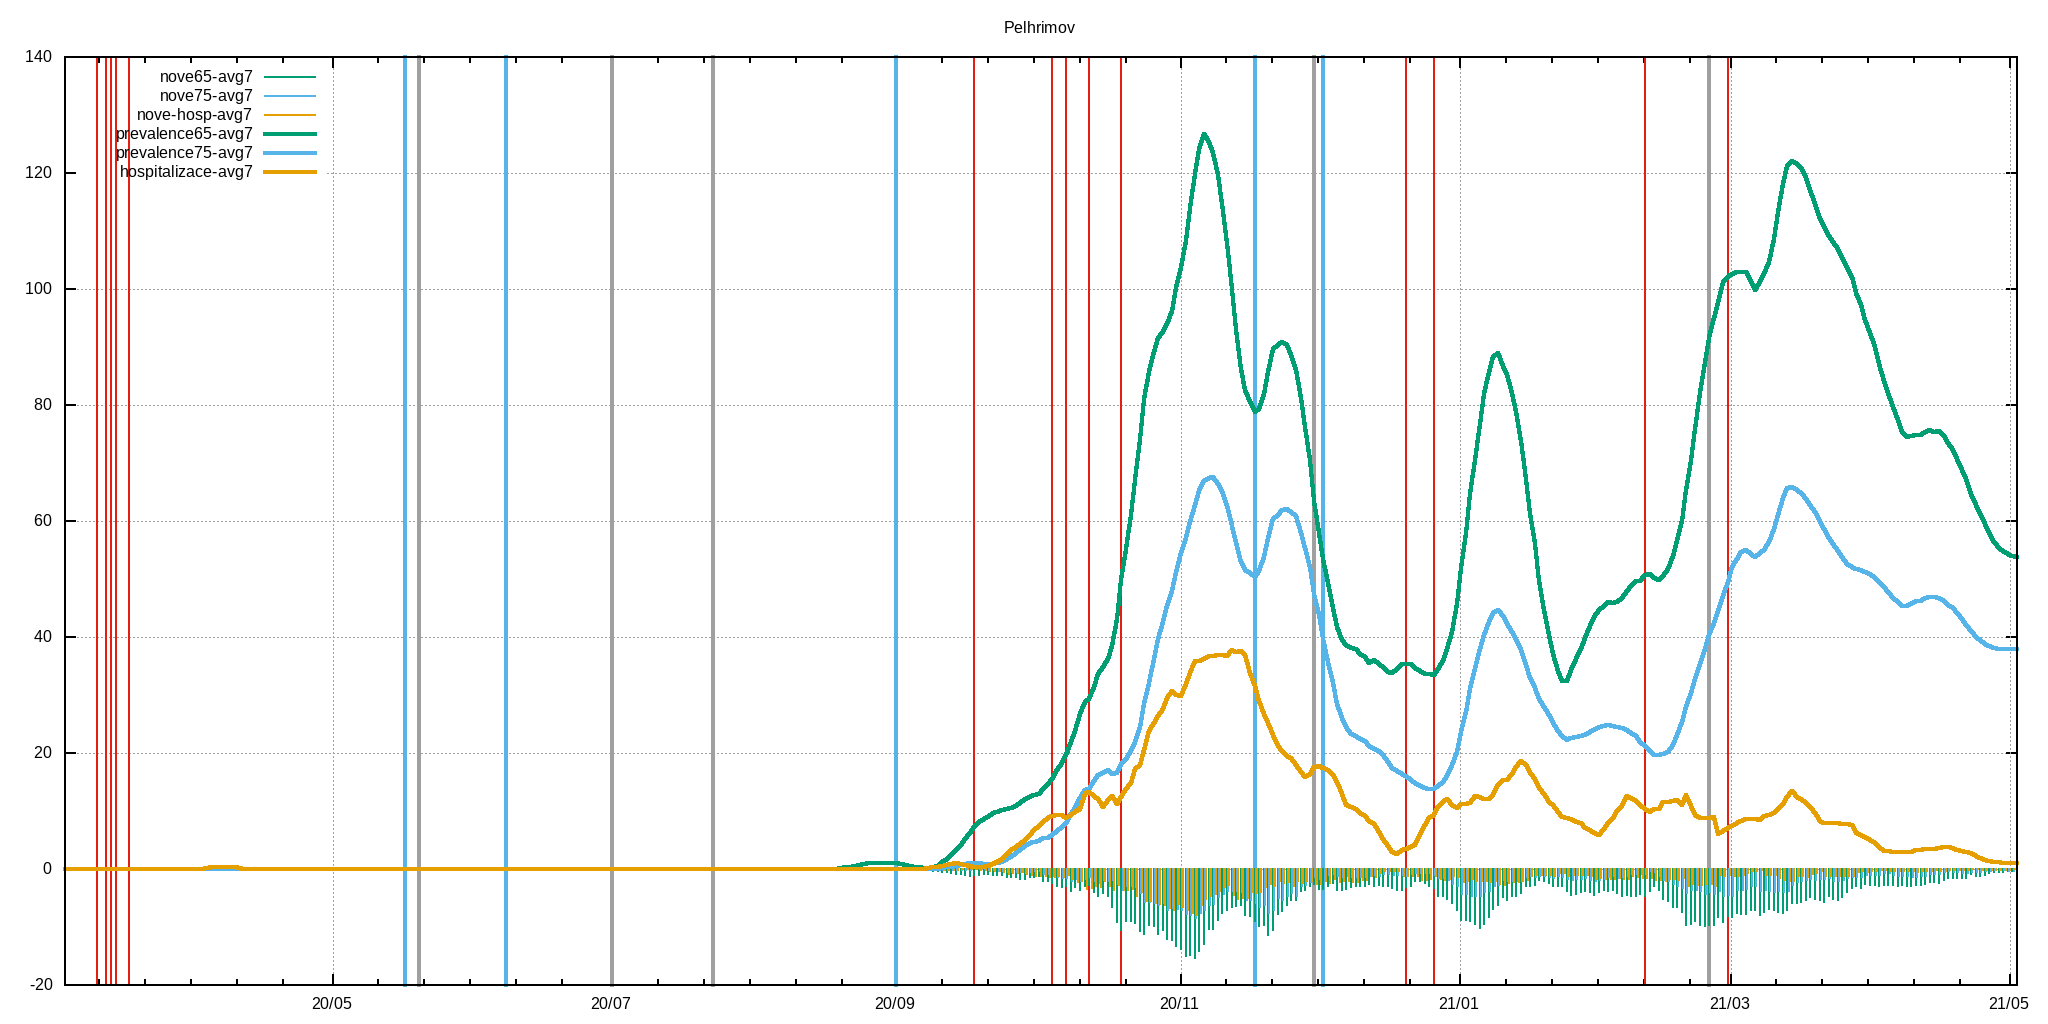 Pelhrimov
140
120
100
80
60
40
20
0
-20
nove65-avg7
nove75-avg7
nove-hosp-avg7
prevalence65-avg7
prevalence75-avg7
hospitalizace-avg7
20/05
20/07
20/09
20/11
21/01
21/03
21/05